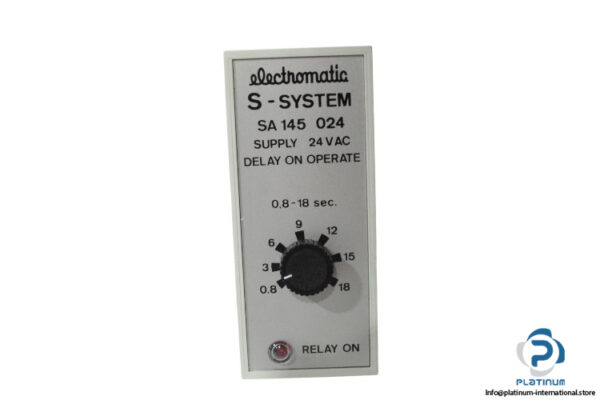 electromatic
S - SYSTEM
SA 145 024
SUPPLY 24 VAC
DELAY ON OPERATE
0,8 - 18 sec.
9
6 12
3 15
0.8 18
RELAY ON
PLATINUM
Info@platinum-international.store